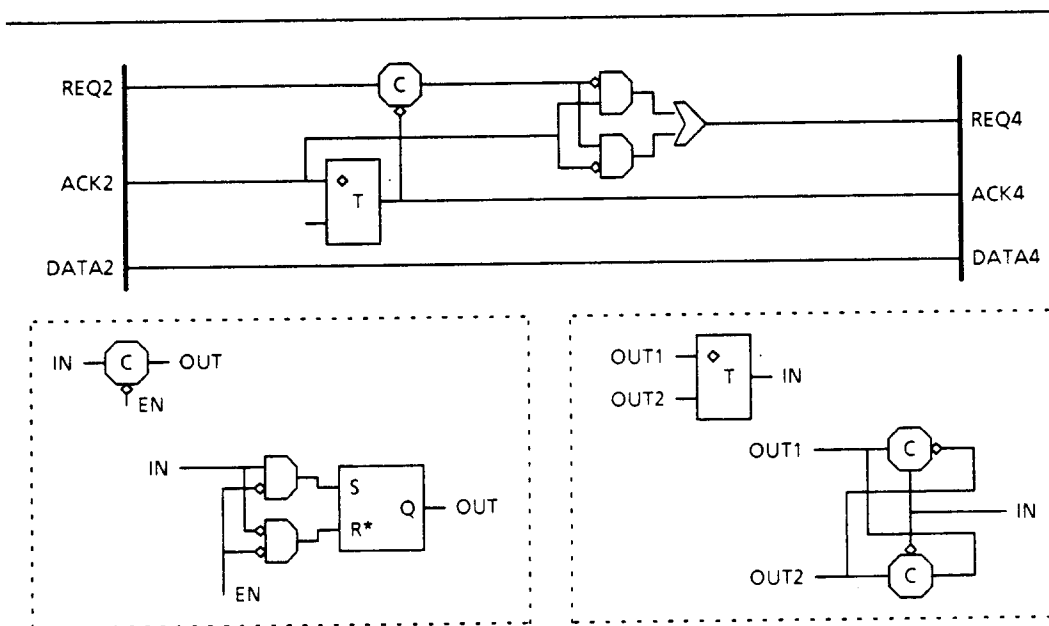 REQ2
C
REQ4
ACK2
T
ACK4
DATA2
DATA4
IN
C
OUT
EN
IN
S
Q
OUT
R*
EN
OUT1
T
IN
OUT2
OUT1
C
IN
OUT2
C